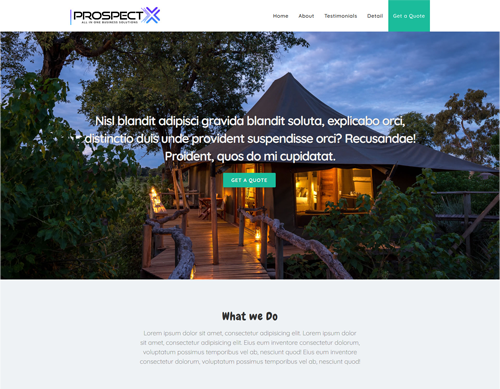 PROSPECTX
ALL IN ONE BUSINESS SOLUTIONS
Home About Testimonials Detail Get a Quote
Nisl blandit adipisci gravida blandit soluta, explicabo orci,
distinctio duis unde provident suspendisse orci? Recusandae!
Proident, quos do mi cupidatat.
GET A QUOTE
What we Do
Lorem ipsum dolor sit amet, consectetur adipisicing elit. Lorem ipsum dolor
sit amet, consectetur adipisicing elit. Eius eum inventore consectetur dolorum,
voluptatum possimus temporibus vel ab, nesciunt quod! Eius eum inventore
consectetur dolorum, voluptatum possimus temporibus vel ab, nesciunt quod!